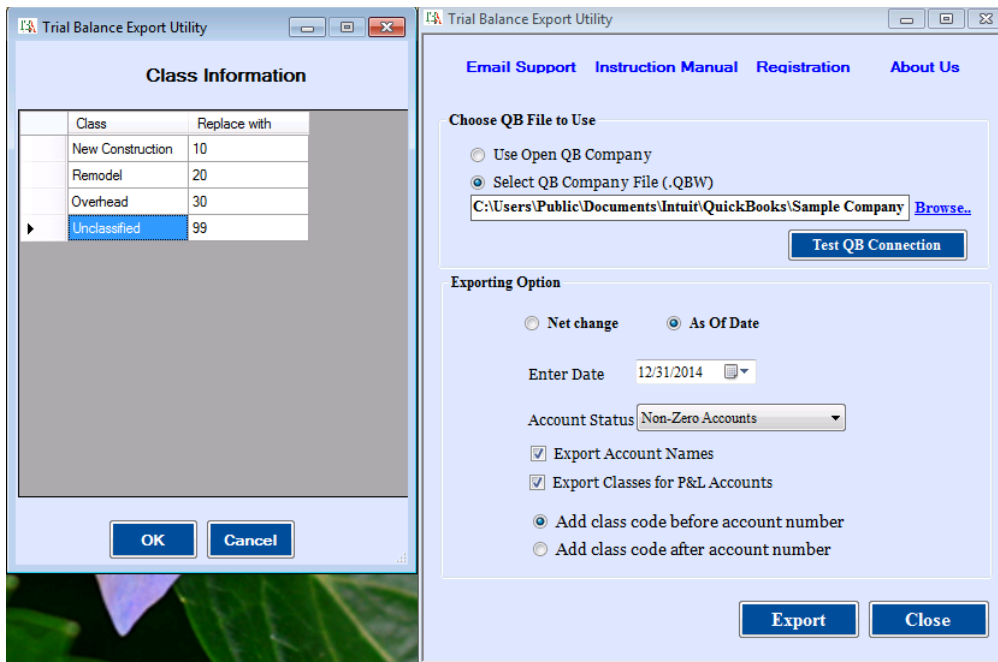 Trial Balance Export Utility
Class Information
Class Replace with
New Construction 10
Remodel 20
Overhead 30
Unclassified 99
OK Cancel
Trial Balance Export Utility
Email Support Instruction Manual Registration About Us
Choose QB File to Use
Use Open QB Company
Select QB Company File (.QBW)
C:\Users\Public\Documents\Intuit\QuickBooks\Sample Company Browse..
Test QB Connection
Exporting Option
Net change As Of Date
Enter Date 12/31/2014
Account Status Non-Zero Accounts
Export Account Names
Export Classes for P&L Accounts
Add class code before account number
Add class code after account number
Export Close